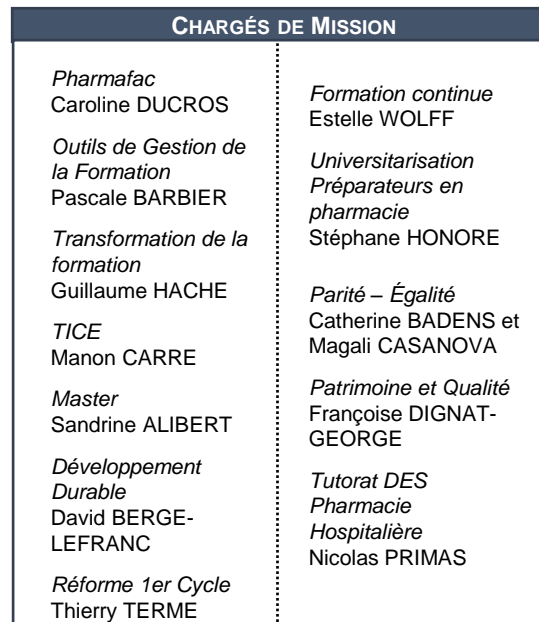 CHARGÉS DE MISSION
Pharmafac
Caroline DUCROS
Outils de Gestion de
la Formation
Pascale BARBIER
Transformation de la
formation
Guillaume HACHE
TICE
Manon CARRE
Master
Sandrine ALIBERT
Développement
Durable
David BERGE-
LEFRANC
Réforme 1er Cycle
Thierry TERME
Formation continue
Estelle WOLFF
Universitarisation
Préparateurs en
pharmacie
Stéphane HONORE
Parité – Égalité
Catherine BADENS et
Magali CASANOVA
Patrimoine et Qualité
Françoise DIGNAT-
GEORGE
Tutorat DES
Pharmacie
Hospitalière
Nicolas PRIMAS